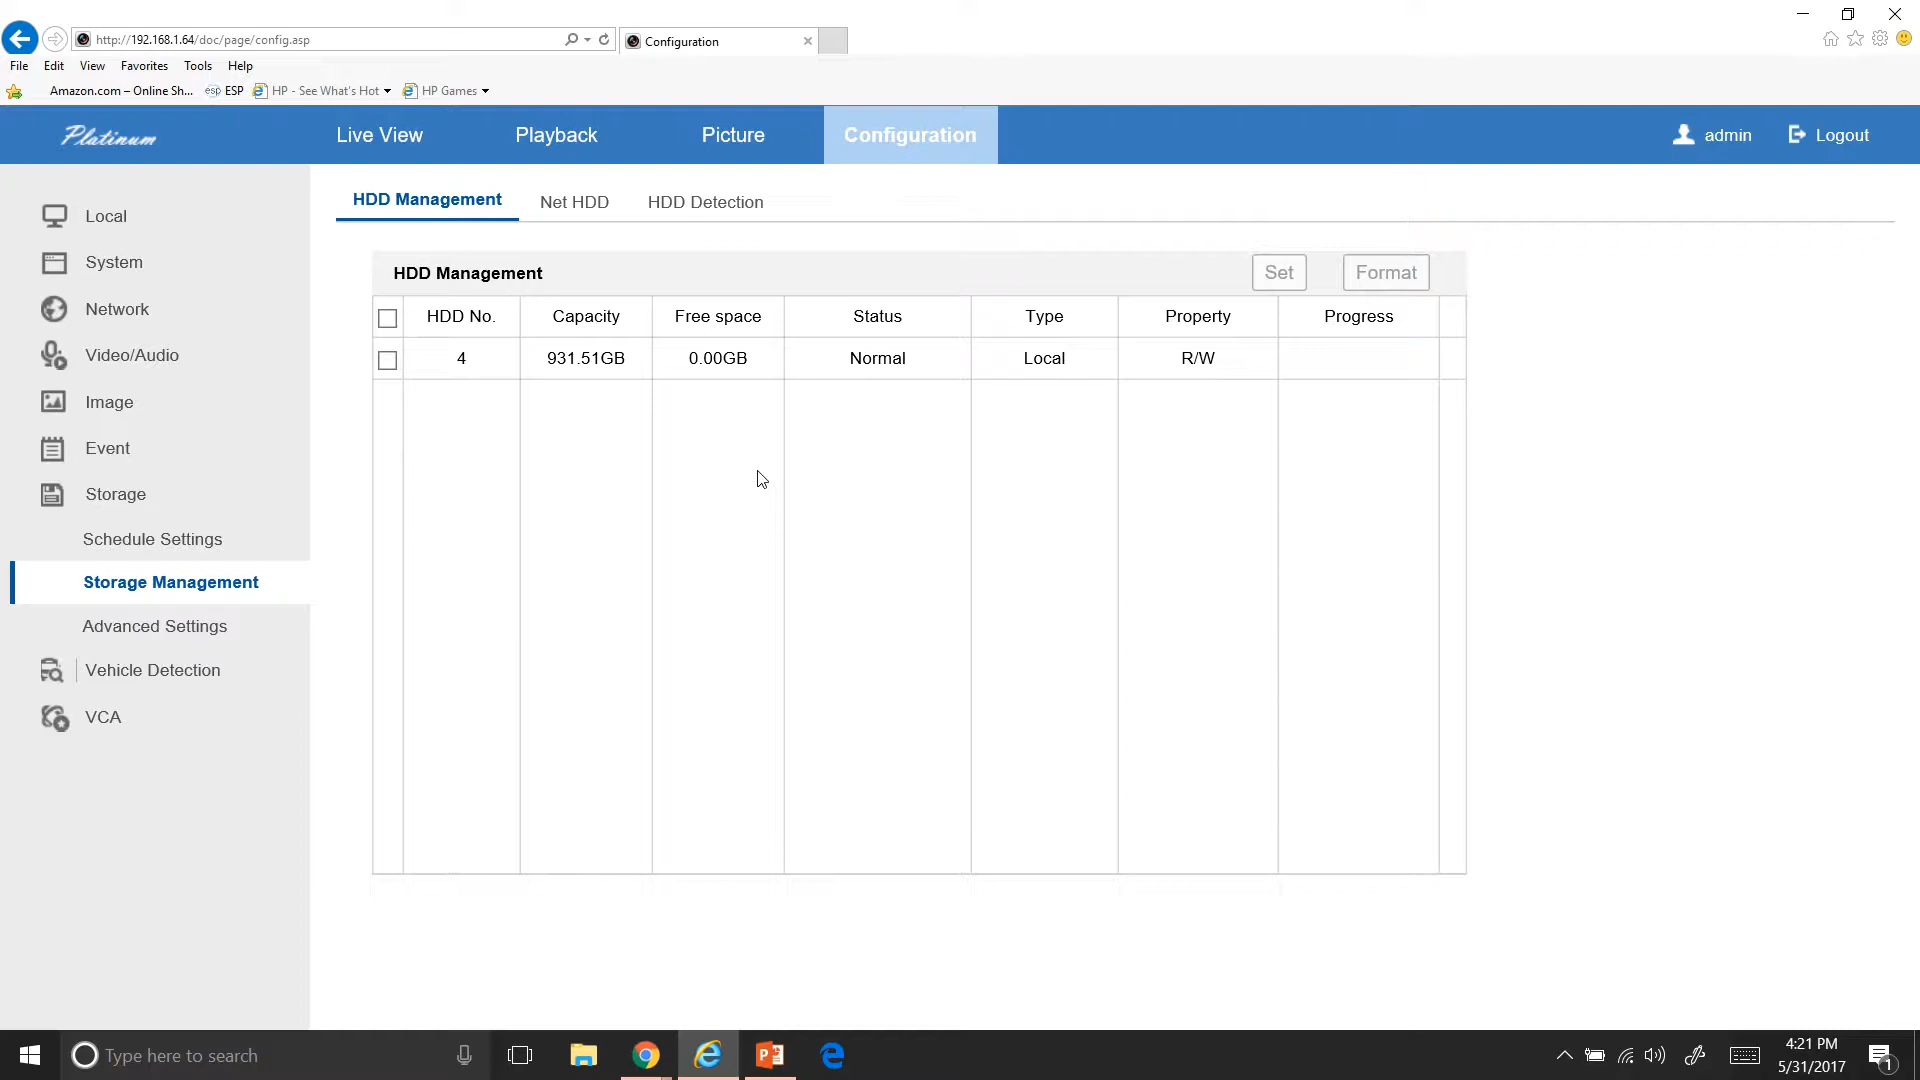 http://192.168.1.64/doc/page/config.asp
Configuration
File Edit View Favorites Tools Help
Amazon.com – Online Sh... esp ESP HP - See What's Hot HP Games
Platinum
Live View Playback Picture Configuration
admin Logout
HDD Management Net HDD HDD Detection
Local
System
Network
Video/Audio
Image
Event
Storage
Schedule Settings
Storage Management
Advanced Settings
Vehicle Detection
VCA
HDD Management Set Format
HDD No. Capacity Free space Status Type Property Progress
4 931.51GB 0.00GB Normal Local R/W
Type here to search
4:21 PM
5/31/2017
1